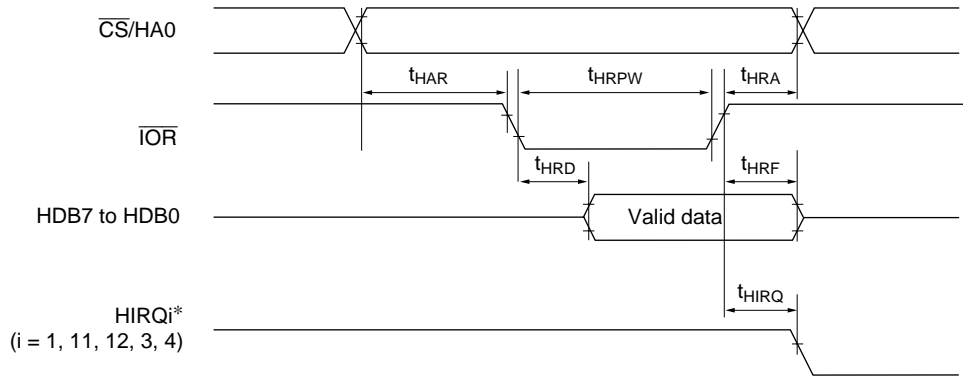 CS/HA0
tHAR
tHRPW
tHRA
IOR
tHRD
tHRF
HDB7 to HDB0
Valid data
tHIRQ
HIRQi*
(i = 1, 11, 12, 3, 4)